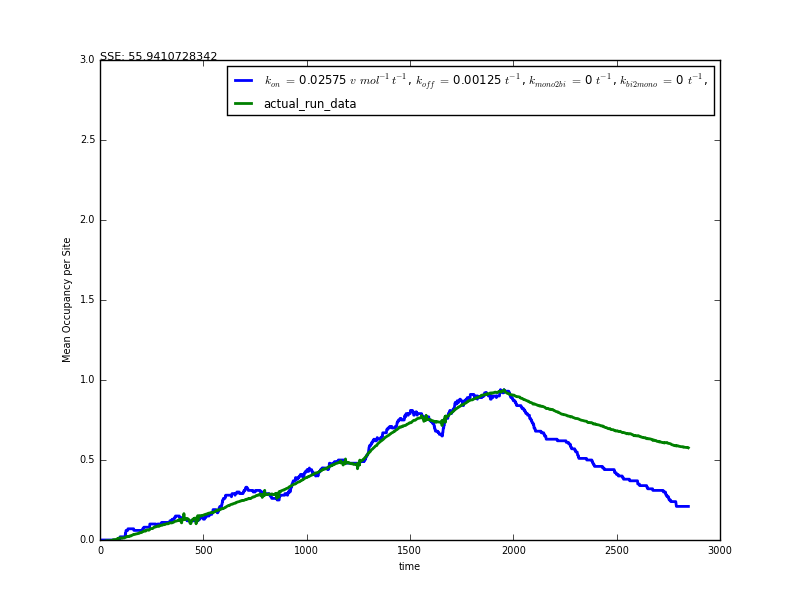 SSE: 55.9410728342
k_on = 0.02575 v mol^−1 t^−1, k_off = 0.00125 t^−1, k_mono2bi = 0 t^−1, k_bi2mono = 0 t^−1,
actual_run_data
3.0
2.5
2.0
1.5
1.0
0.5
0.0
Mean Occupancy per Site
0 500 1000 1500 2000 2500 3000
time